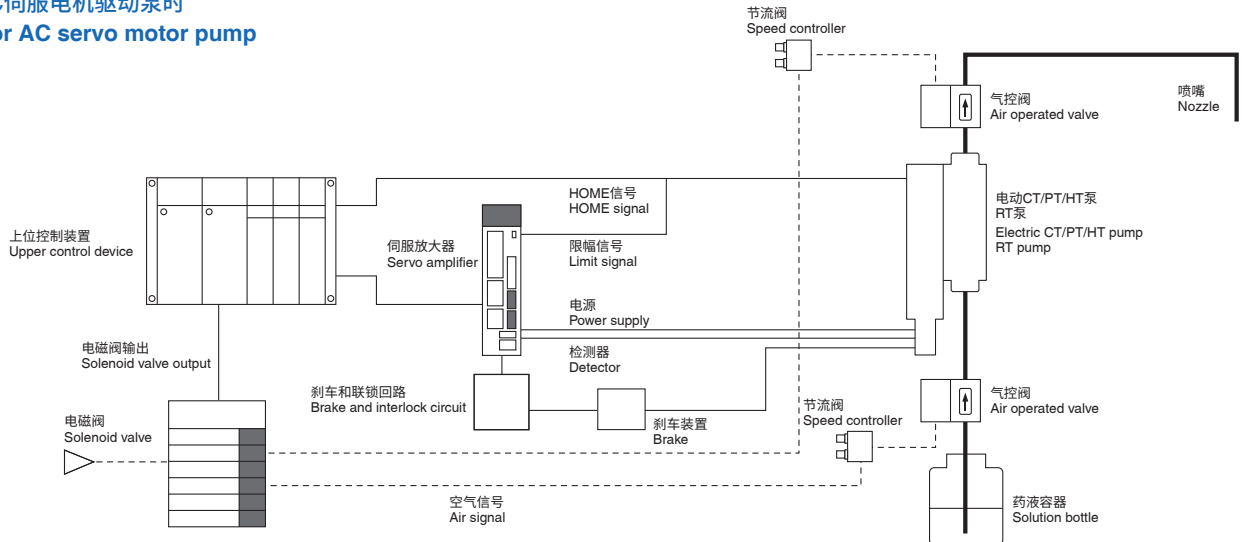 伺服电机驱动泵的
or AC servo motor pump
节流阀
Speed controller
气控阀
Air operated valve
喷嘴
Nozzle
HOME信号
HOME signal
电动CT/PT/HT泵
RT泵
Electric CT/PT/HT pump
RT pump
上位控制装置
Upper control device
伺服放大器
Servo amplifier
限幅信号
Limit signal
电源
Power supply
检测器
Detector
电磁阀输出
Solenoid valve output
刹车和联锁回路
Brake and interlock circuit
刹车装置
Brake
节流阀
Speed controller
气控阀
Air operated valve
电磁阀
Solenoid valve
空气信号
Air signal
药液容器
Solution bottle